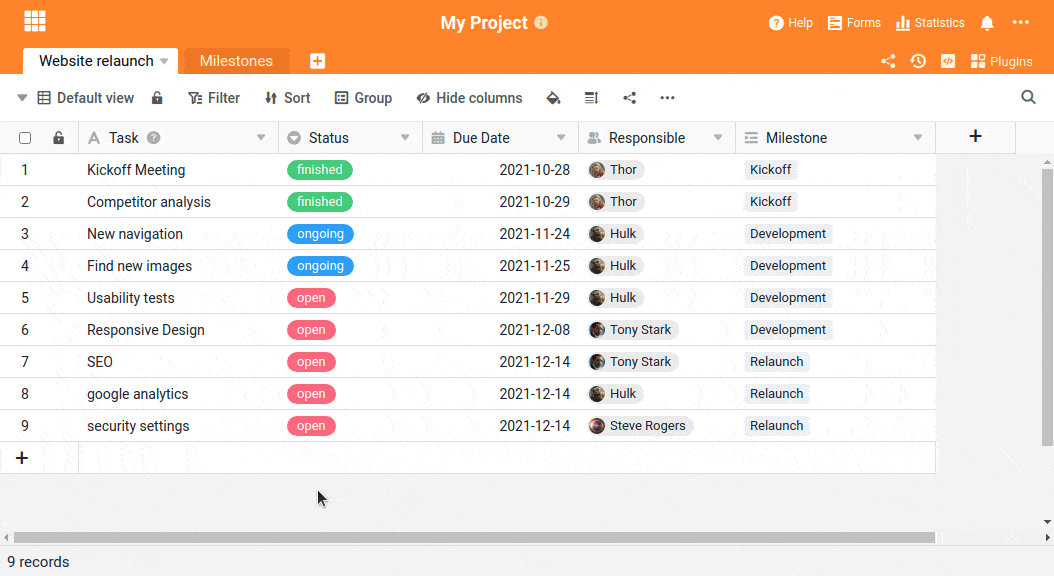 My Project
Help Forms Statistics
Website relaunch Milestones
Plugins
Default view Filter Sort Group Hide columns
Task Status Due Date Responsible Milestone
1 Kickoff Meeting finished 2021-10-28 Thor Kickoff
2 Competitor analysis finished 2021-10-29 Thor Kickoff
3 New navigation ongoing 2021-11-24 Hulk Development
4 Find new images ongoing 2021-11-25 Hulk Development
5 Usability tests open 2021-11-29 Hulk Development
6 Responsive Design open 2021-12-08 Tony Stark Development
7 SEO open 2021-12-14 Tony Stark Relaunch
8 google analytics open 2021-12-14 Hulk Relaunch
9 security settings open 2021-12-14 Steve Rogers Relaunch
9 records